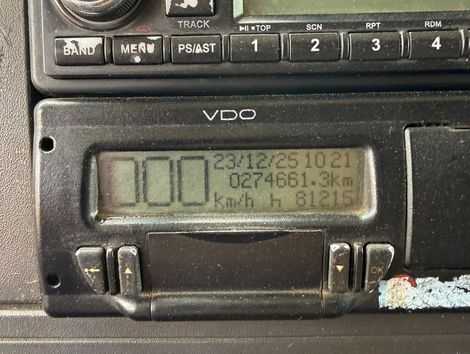 TRACK
▶II ■TOP SCN RPT RDM
BAND MENU PS/AST 1 2 3 4
VDO
000 23/12/25 10 21
0274661.3km
km/h h 81215
OK